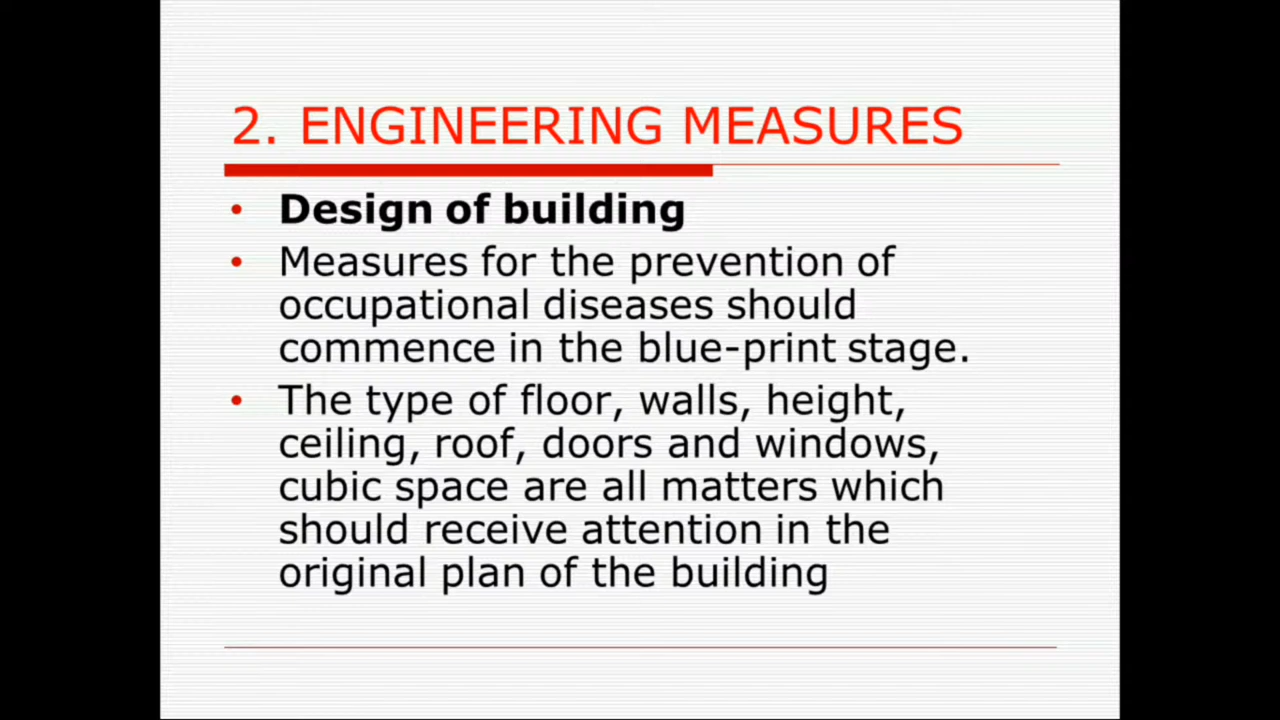 2. ENGINEERING MEASURES
• Design of building
• Measures for the prevention of
occupational diseases should
commence in the blue-print stage.
• The type of floor, walls, height,
ceiling, roof, doors and windows,
cubic space are all matters which
should receive attention in the
original plan of the building